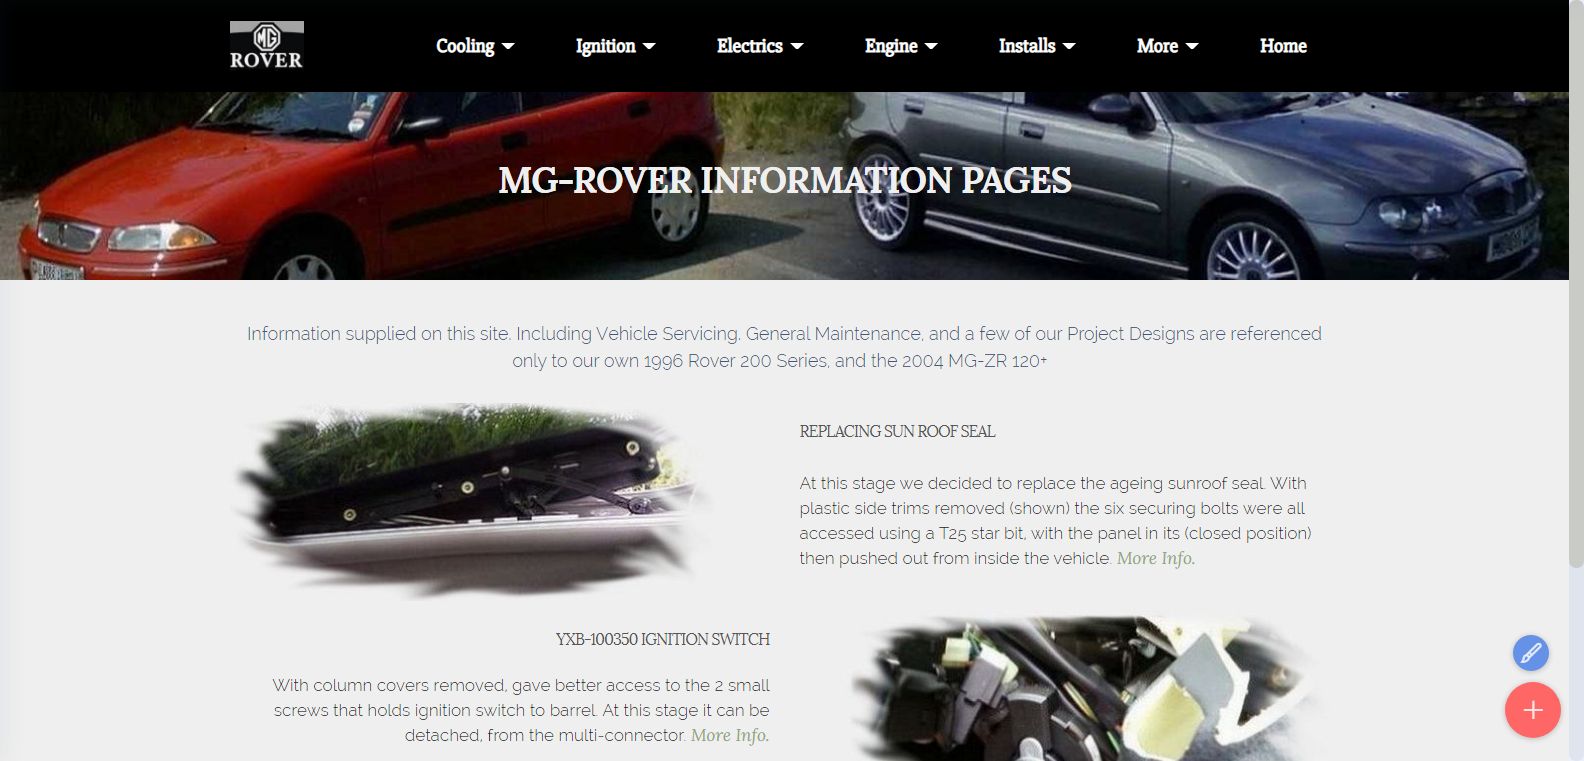 MG
ROVER
Cooling
Ignition
Electrics
Engine
Installs
More
Home
MG-ROVER INFORMATION PAGES
Information supplied on this site. Including Vehicle Servicing. General Maintenance, and a few of our Project Designs are referenced
only to our own 1996 Rover 200 Series, and the 2004 MG-ZR 120+
REPLACING SUN ROOF SEAL
At this stage we decided to replace the ageing sunroof seal. With
plastic side trims removed (shown) the six securing bolts were all
accessed using a T25 star bit, with the panel in its (closed position)
then pushed out from inside the vehicle. More Info.
YXB-100350 IGNITION SWITCH
With column covers removed, gave better access to the 2 small
screws that holds ignition switch to barrel. At this stage it can be
detached, from the multi-connector. More Info.